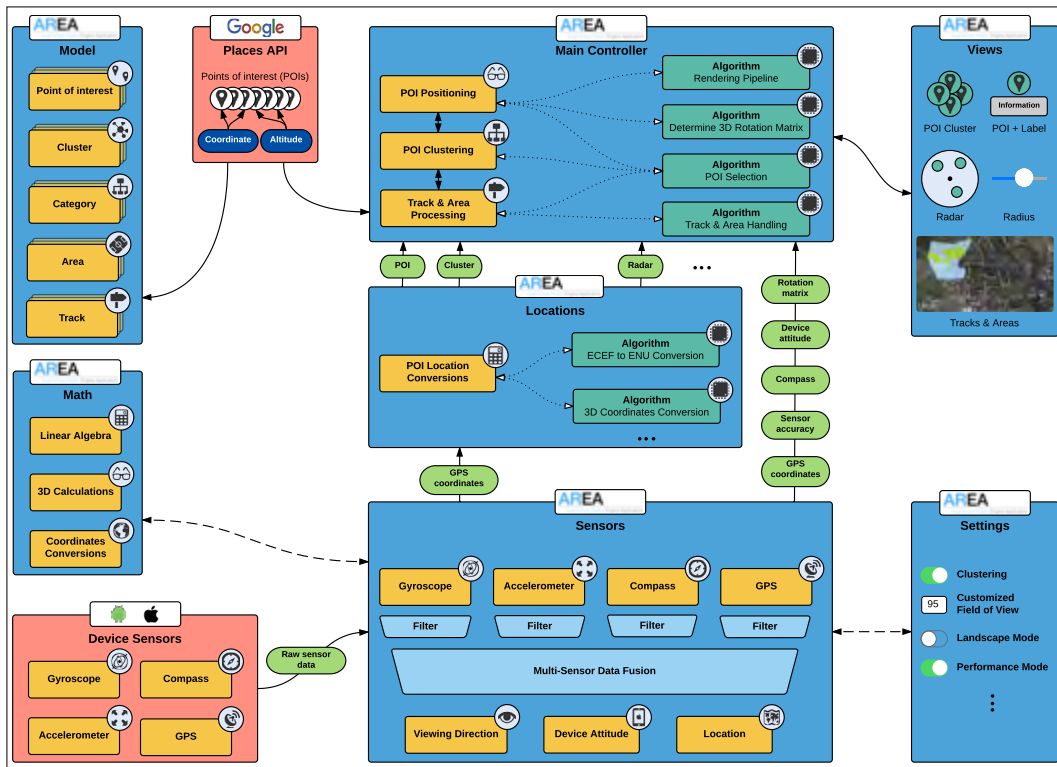 AREA
Model
Point of interest
Cluster
Category
Area
Track
Google
Places API
Points of interest (POIs)
Coordinate
Altitude
AREA
Main Controller
POI Positioning
POI Clustering
Track & Area
Processing
Algorithm
Rendering Pipeline
Algorithm
Determine 3D Rotation Matrix
Algorithm
POI Selection
Algorithm
Track & Area Handling
AREA
Views
POI Cluster
Information
POI + Label
Radar
Radius
Tracks & Areas
POI
Cluster
Radar
...
Rotation
matrix
Device
attitude
Compass
Sensor
accuracy
GPS
coordinates
AREA
Locations
POI Location
Conversions
Algorithm
ECEF to ENU Conversion
Algorithm
3D Coordinates Conversion
...
GPS
coordinates
AREA
Math
Linear Algebra
3D Calculations
Coordinates
Conversions
Device Sensors
Gyroscope
Compass
Accelerometer
GPS
Raw sensor
data
AREA
Sensors
Gyroscope
Accelerometer
Compass
GPS
Filter
Filter
Filter
Filter
Multi-Sensor Data Fusion
Viewing Direction
Device Attitude
Location
AREA
Settings
Clustering
95
Customized
Field of View
Landscape Mode
Performance Mode